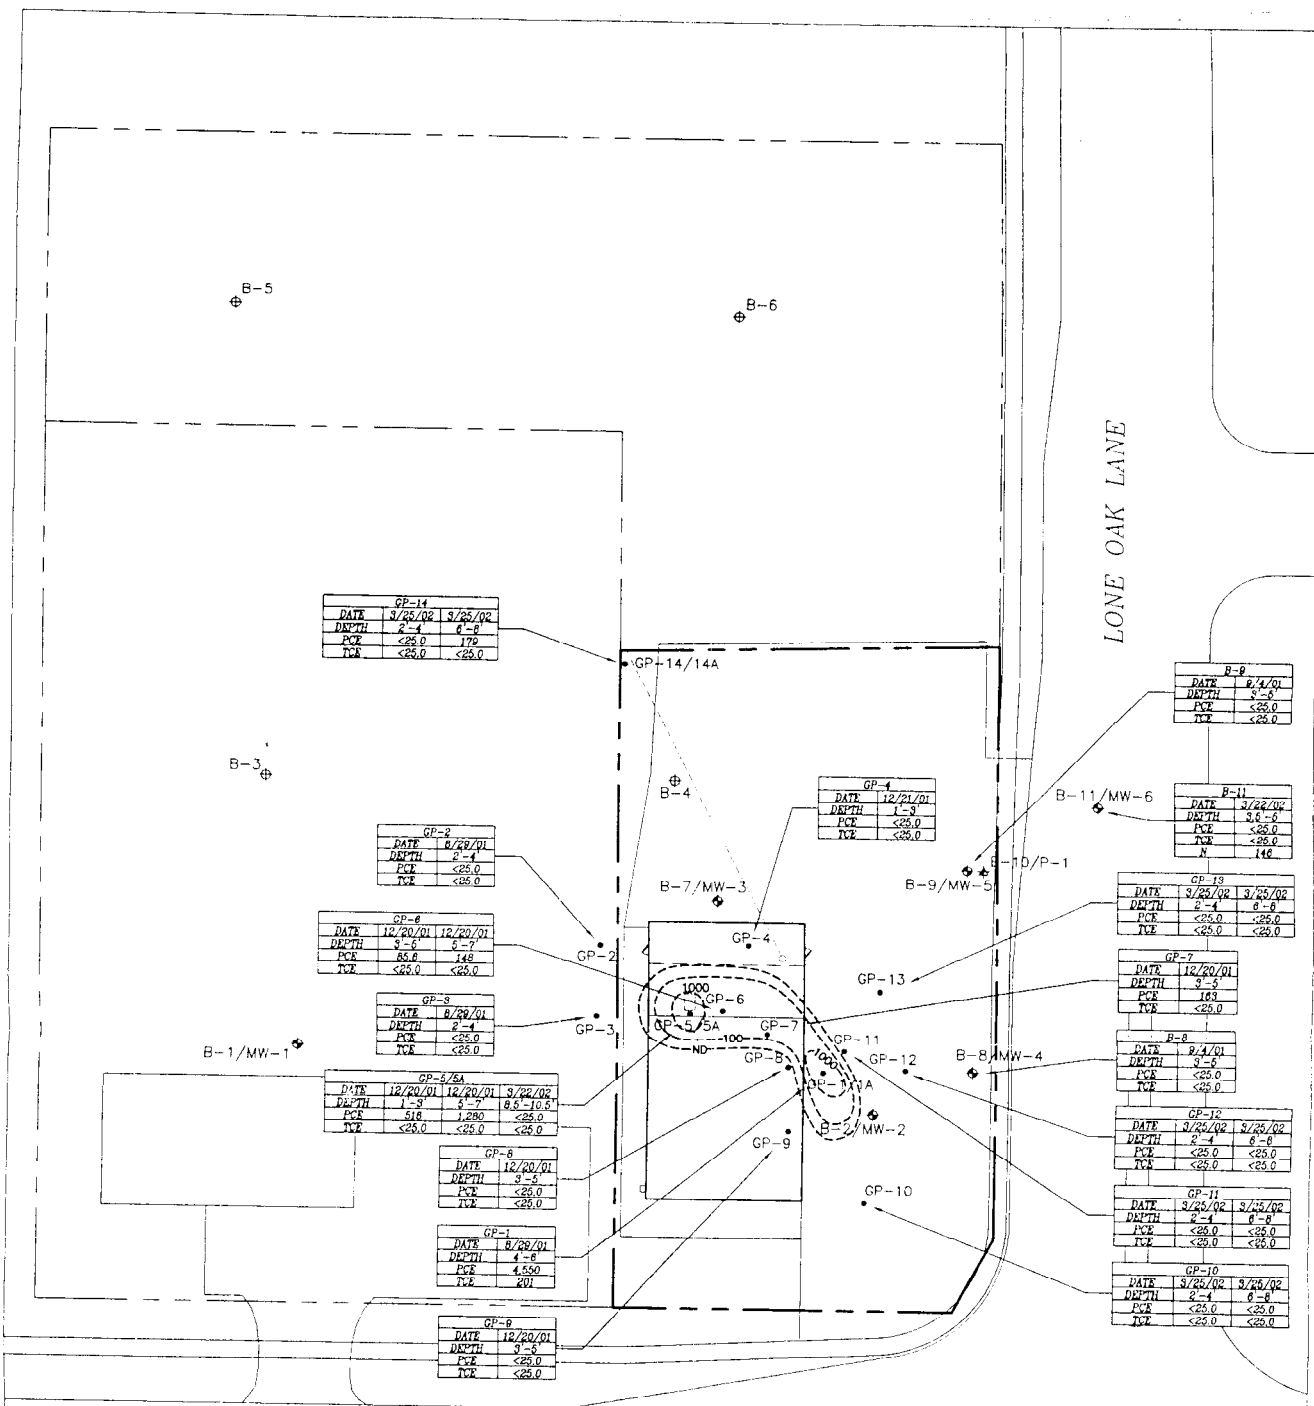 B-5
B-6
LONE OAK LANE
GP-14
DATE 3/25/02 3/25/02
DEPTH 2'-4' 6'-8'
PCE <25.0 179
TCE <25.0 <25.0
GP-14/14A
B-9
DATE 9/4/01
DEPTH 3'-5'
PCE <25.0
TCE <25.0
B-3
B-4
GP-4
DATE 12/21/01
DEPTH 1'-3'
PCE <25.0
TCE <25.0
B-11/MW-6
B-11
DATE 3/22/02
DEPTH 3.5'-5'
PCE <25.0
TCE <25.0
N 146
GP-2
DATE 8/29/01
DEPTH 2'-4'
PCE <25.0
TCE <25.0
B-7/MW-3
B-10/P-1
B-9/MW-5
GP-13
DATE 3/25/02 3/25/02
DEPTH 2'-4' 6'-8'
PCE <25.0 <25.0
TCE <25.0 <25.0
GP-6
DATE 12/20/01 12/20/01
DEPTH 3'-5' 5'-7'
PCE 85.8 148
TCE <25.0 <25.0
GP-2
GP-4
GP-7
DATE 12/20/01
DEPTH 3'-5'
PCE 163
TCE <25.0
GP-13
1000
GP-6
GP-3
DATE 8/29/01
DEPTH 2'-4'
PCE <25.0
TCE <25.0
GP-3
GP-5/5A
GP-7
100
ND
GP-11
B-1/MW-1
GP-8
1000
GP-12
B-8/MW-4
B-8
DATE 9/4/01
DEPTH 3'-5'
PCE <25.0
TCE <25.0
GP-1/1A
GP-5/5A
DATE 12/20/01 12/20/01 3/22/02
DEPTH 1'-3' 5'-7' 8.5'-10.5'
PCE 516 1,280 <25.0
TCE <25.0 <25.0 <25.0
B-2/MW-2
GP-9
GP-12
DATE 3/25/02 3/25/02
DEPTH 2'-4' 6'-8'
PCE <25.0 <25.0
TCE <25.0 <25.0
GP-8
DATE 12/20/01
DEPTH 3'-5'
PCE <25.0
TCE <25.0
GP-10
GP-11
DATE 3/25/02 3/25/02
DEPTH 2'-4' 6'-8'
PCE <25.0 <25.0
TCE <25.0 <25.0
GP-1
DATE 8/29/01
DEPTH 4'-6'
PCE 4,550
TCE 201
GP-10
DATE 3/25/02 3/25/02
DEPTH 2'-4' 6'-8'
PCE <25.0 <25.0
TCE <25.0 <25.0
GP-9
DATE 12/20/01
DEPTH 3'-5'
PCE <25.0
TCE <25.0